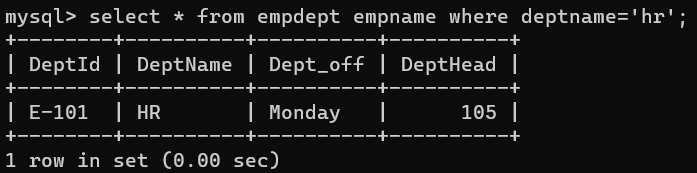 mysql> select * from empdept empname where deptname='hr';
+--------+----------+----------+----------+
| DeptId | DeptName | Dept_off | DeptHead |
+--------+----------+----------+----------+
| E-101  | HR       | Monday   |      105 |
+--------+----------+----------+----------+
1 row in set (0.00 sec)